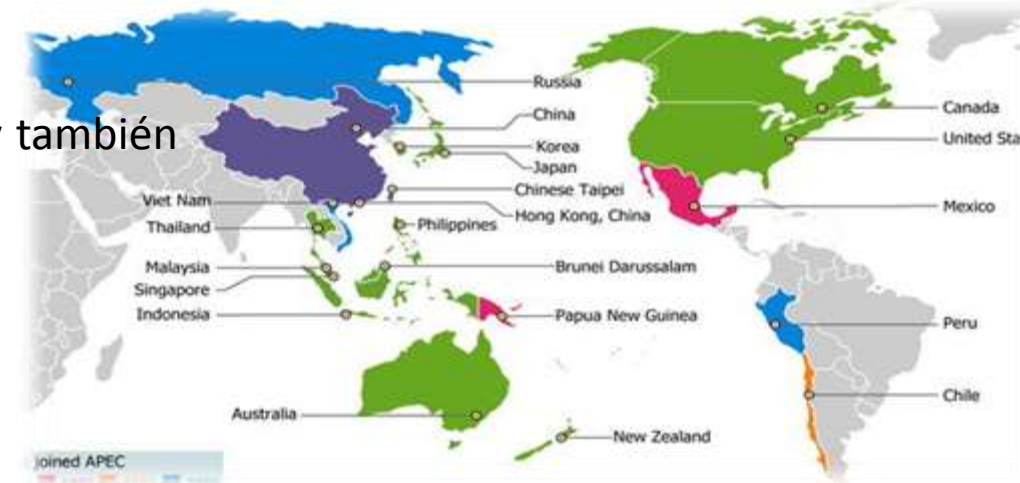 Russia
China
y también
Korea
Japan
Chinese Taipei
Viet Nam
Hong Kong, China
Thailand
Philippines
Malaysia
Brunei Darussalam
Singapore
Indonesia
Papua New Guinea
Australia
New Zealand
Canada
United Sta
Mexico
Peru
Chile
joined APEC